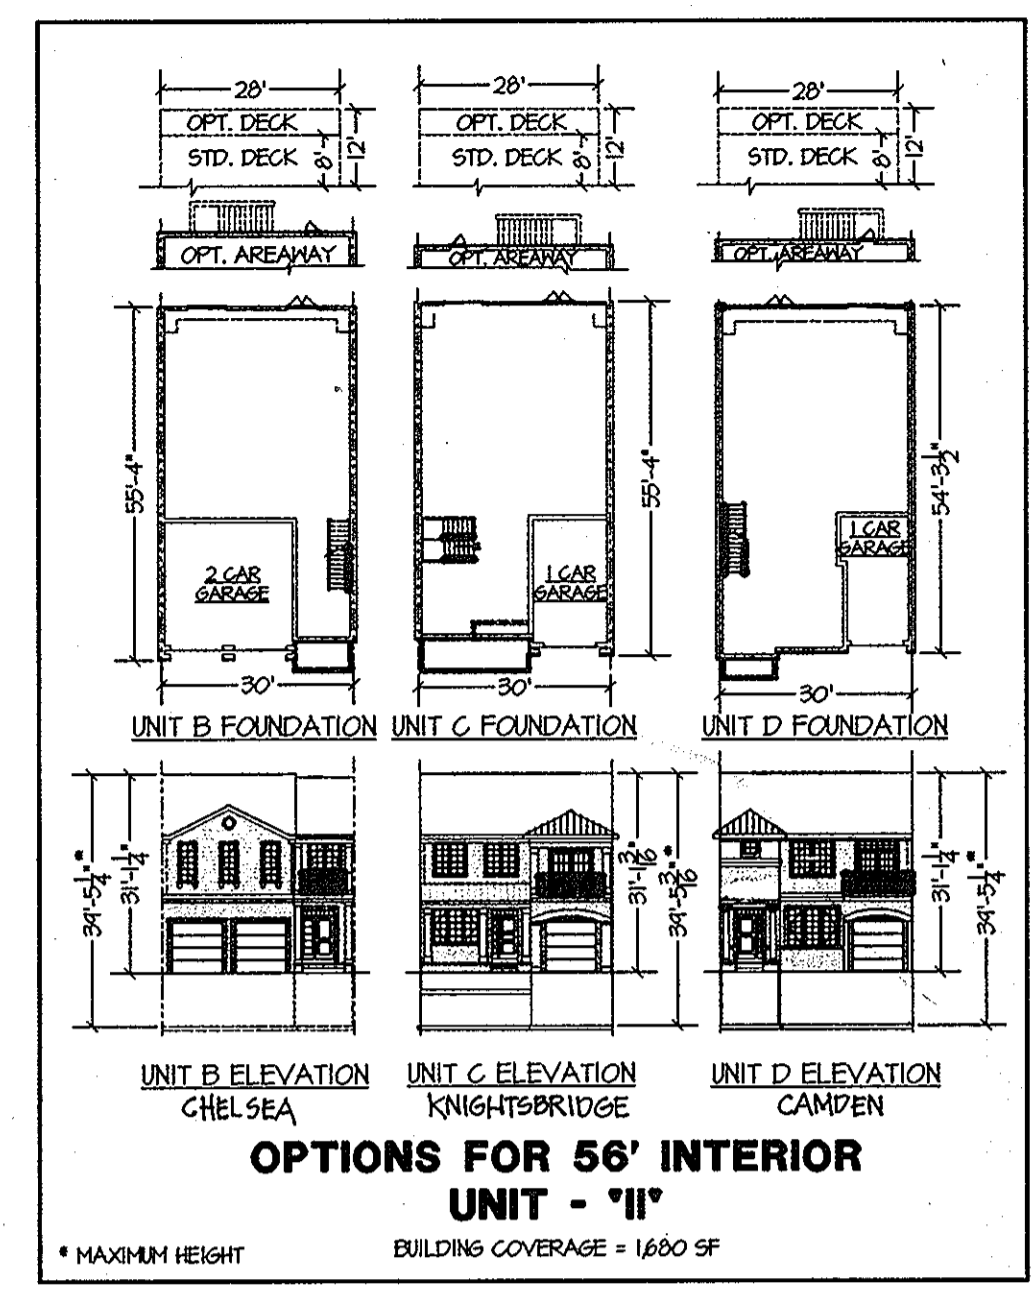 28' 28' 28'
OPT. DECK OPT. DECK OPT. DECK
STD. DECK 8' 12' STD. DECK 8' 12' STD. DECK 8' 12'
OPT. AREAWAY OPT. AREAWAY OPT. AREAWAY
55'-4" 55'-4" 54'-3 1/2"
2 CAR GARAGE
1 CAR GARAGE
1 CAR GARAGE
30' 30' 30'
UNIT B FOUNDATION UNIT C FOUNDATION UNIT D FOUNDATION
39'-5 1/4" * 31'-1 1/4" 31'-1 3/16" 39'-5 3/16" * 31'-1 1/4" 39'-5 1/4" *
UNIT B ELEVATION UNIT C ELEVATION UNIT D ELEVATION
CHELSEA KNIGHTSBRIDGE CAMDEN
OPTIONS FOR 56' INTERIOR
UNIT - "II"
* MAXIMUM HEIGHT BUILDING COVERAGE = 1,680 SF